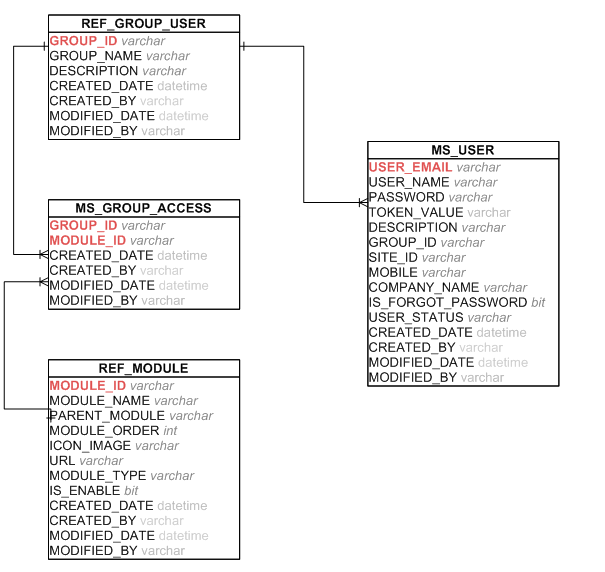 REF_GROUP_USER
GROUP_ID varchar
GROUP_NAME varchar
DESCRIPTION varchar
CREATED_DATE datetime
CREATED_BY varchar
MODIFIED_DATE datetime
MODIFIED_BY varchar
MS_USER
USER_EMAIL varchar
USER_NAME varchar
PASSWORD varchar
TOKEN_VALUE varchar
DESCRIPTION varchar
GROUP_ID varchar
SITE_ID varchar
MOBILE varchar
COMPANY_NAME varchar
IS_FORGOT_PASSWORD bit
USER_STATUS varchar
CREATED_DATE datetime
CREATED_BY varchar
MODIFIED_DATE datetime
MODIFIED_BY varchar
MS_GROUP_ACCESS
GROUP_ID varchar
MODULE_ID varchar
CREATED_DATE datetime
CREATED_BY varchar
MODIFIED_DATE datetime
MODIFIED_BY varchar
REF_MODULE
MODULE_ID varchar
MODULE_NAME varchar
PARENT_MODULE varchar
MODULE_ORDER int
ICON_IMAGE varchar
URL varchar
MODULE_TYPE varchar
IS_ENABLE bit
CREATED_DATE datetime
CREATED_BY varchar
MODIFIED_DATE datetime
MODIFIED_BY varchar